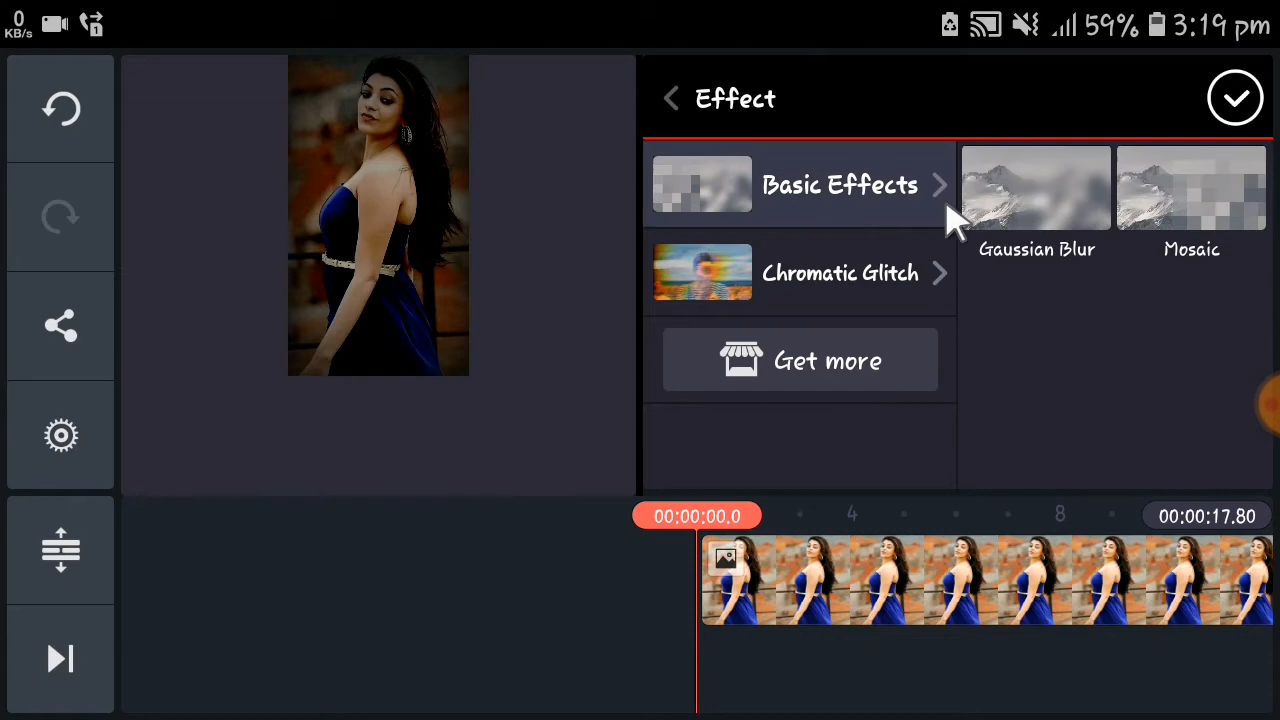 0
KB/s
1
59%
3:19 pm
Effect
Basic Effects
Gaussian Blur
Mosaic
Chromatic Glitch
Get more
00:00:00.0
4
8
00:00:17.80